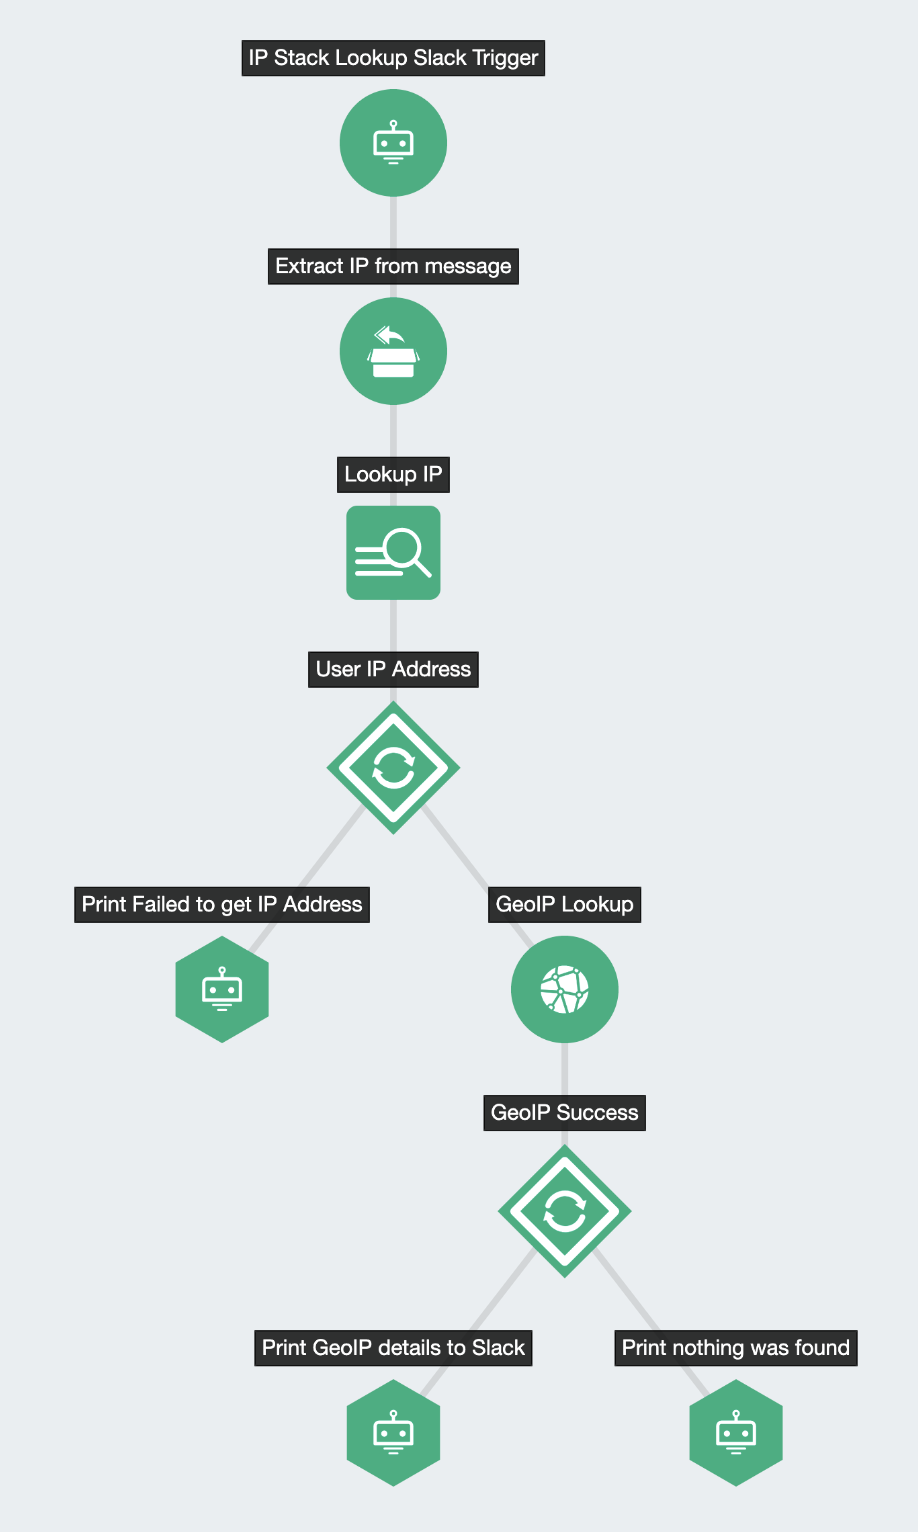 IP Stack Lookup Slack Trigger
Extract IP from message
Lookup IP
User IP Address
Print Failed to get IP Address
GeoIP Lookup
GeoIP Success
Print GeoIP details to Slack
Print nothing was found